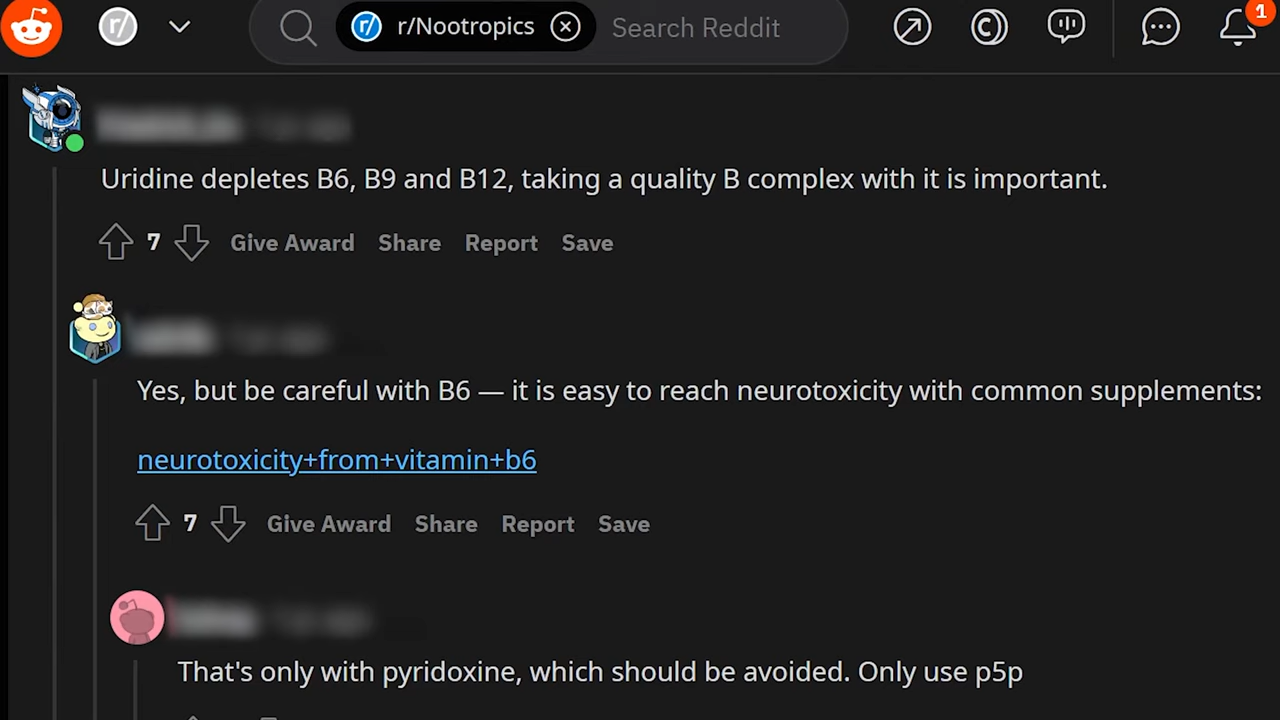 r/
r/
r/Nootropics
Search Reddit
1
Uridine depletes B6, B9 and B12, taking a quality B complex with it is important.
7
Give Award
Share
Report
Save
Yes, but be careful with B6 — it is easy to reach neurotoxicity with common supplements:
neurotoxicity+from+vitamin+b6
7
Give Award
Share
Report
Save
That's only with pyridoxine, which should be avoided. Only use p5p